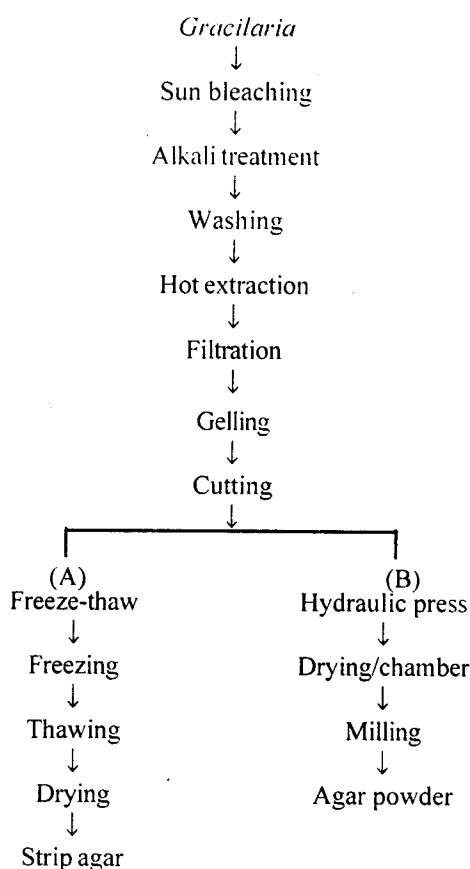 Gracilaria
↓
Sun bleaching
↓
Alkali treatment
↓
Washing
↓
Hot extraction
↓
Filtration
↓
Gelling
↓
Cutting
↓
(A)
Freeze-thaw
↓
Freezing
↓
Thawing
↓
Drying
↓
Strip agar
(B)
Hydraulic press
↓
Drying/chamber
↓
Milling
↓
Agar powder